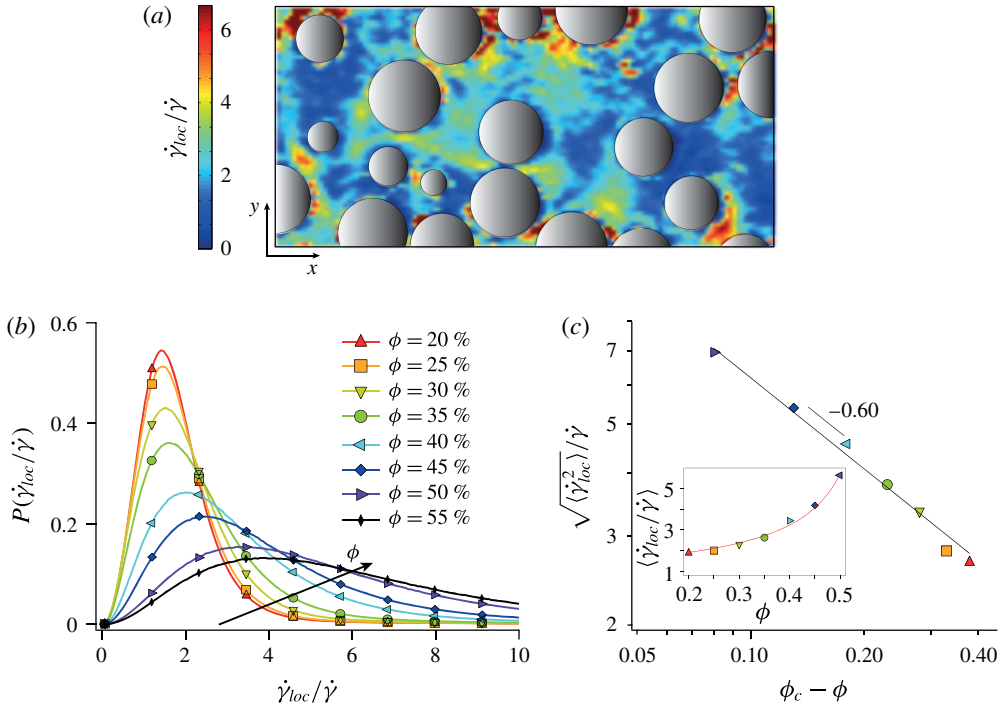 (a)
6
4
2
0
γ̇loc/γ̇
y
x
(b)
0.6
0.4
0.2
0
P(γ̇loc/γ̇)
ϕ = 20 %
ϕ = 25 %
ϕ = 30 %
ϕ = 35 %
ϕ = 40 %
ϕ = 45 %
ϕ = 50 %
ϕ = 55 %
ϕ
0 2 4 6 8 10
γ̇loc/γ̇
(c)
7
5
3
2
√⟨γ̇²loc⟩/γ̇
−0.60
5
3
1
⟨γ̇loc/γ̇⟩
0.2 0.3 0.4 0.5
ϕ
0.05 0.10 0.20 0.40
ϕc − ϕ